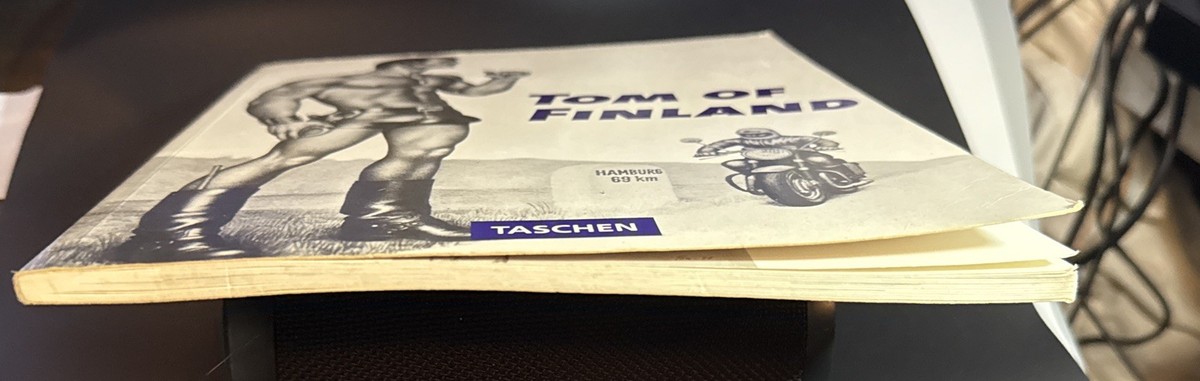 TOM OF
FINLAND
HAMBURG
69 km
TASCHEN